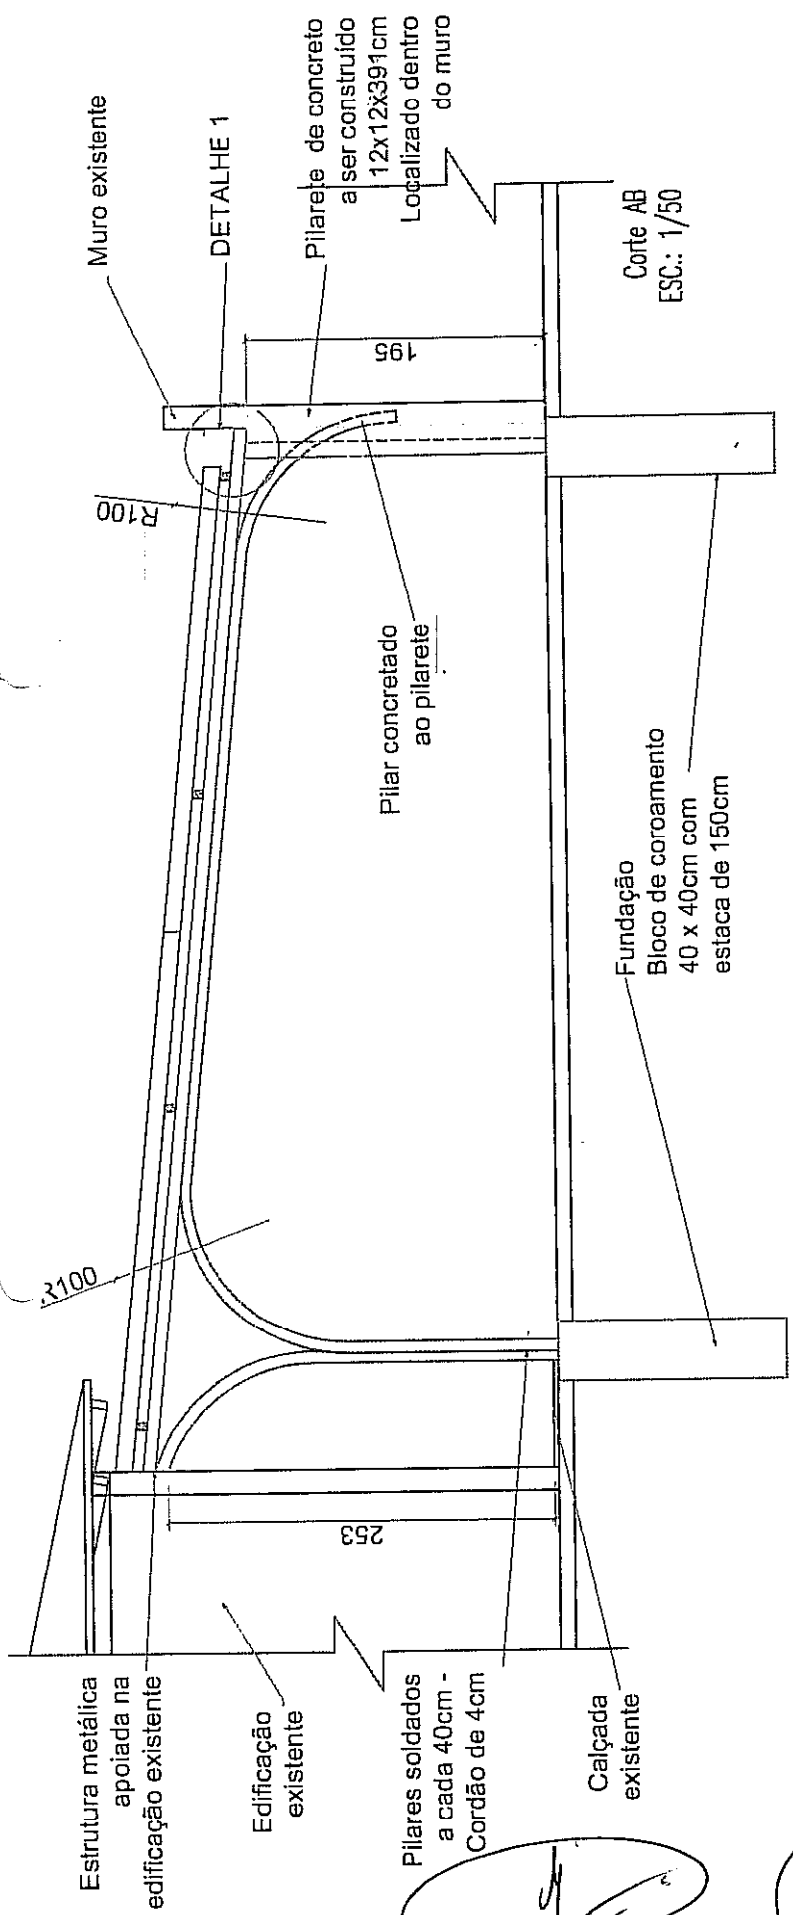 Muro existente
DETALHE 1
Pilarete de concreto
a ser construído
12x12x391cm
Localizado dentro
do muro
195
R100
Corte AB
ESC.: 1/50
Pilar concretado
ao pilarete
Fundação
Bloco de coroamento
40 x 40cm com
estaca de 150cm
R100
253
Estrutura metálica
apoiada na
edificação existente
Edificação
existente
Pilares soldados
a cada 40cm -
Cordão de 4cm
Calçada
existente